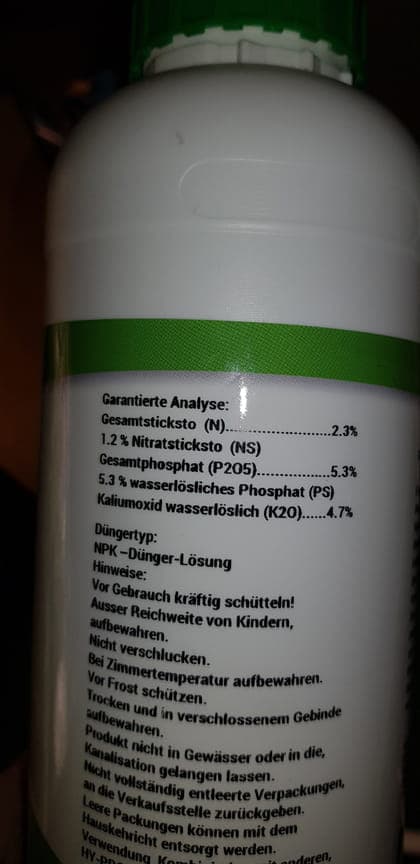 Garantierte Analyse:
Gesamtsticksto (N)..............................2.3%
1.2 % Nitratsticksto (NS)
Gesamtphosphat (P2O5)....................5.3%
5.3 % wasserlösliches Phosphat (PS)
Kaliumoxid wasserlöslich (K2O)......4.7%
Düngertyp:
NPK –Dünger-Lösung
Hinweise:
Vor Gebrauch kräftig schütteln!
Ausser Reichweite von Kindern,
aufbewahren.
Nicht verschlucken.
Bei Zimmertemperatur aufbewahren.
Vor Frost schützen.
Trocken und in verschlossenem Gebinde
aufbewahren.
Produkt nicht in Gewässer oder in die,
Kanalisation gelangen lassen.
Nicht vollständig entleerte Verpackungen,
an die Verkaufsstelle zurückgeben.
Leere Packungen können mit dem
Hauskehricht entsorgt werden.
Verwendung anderen,